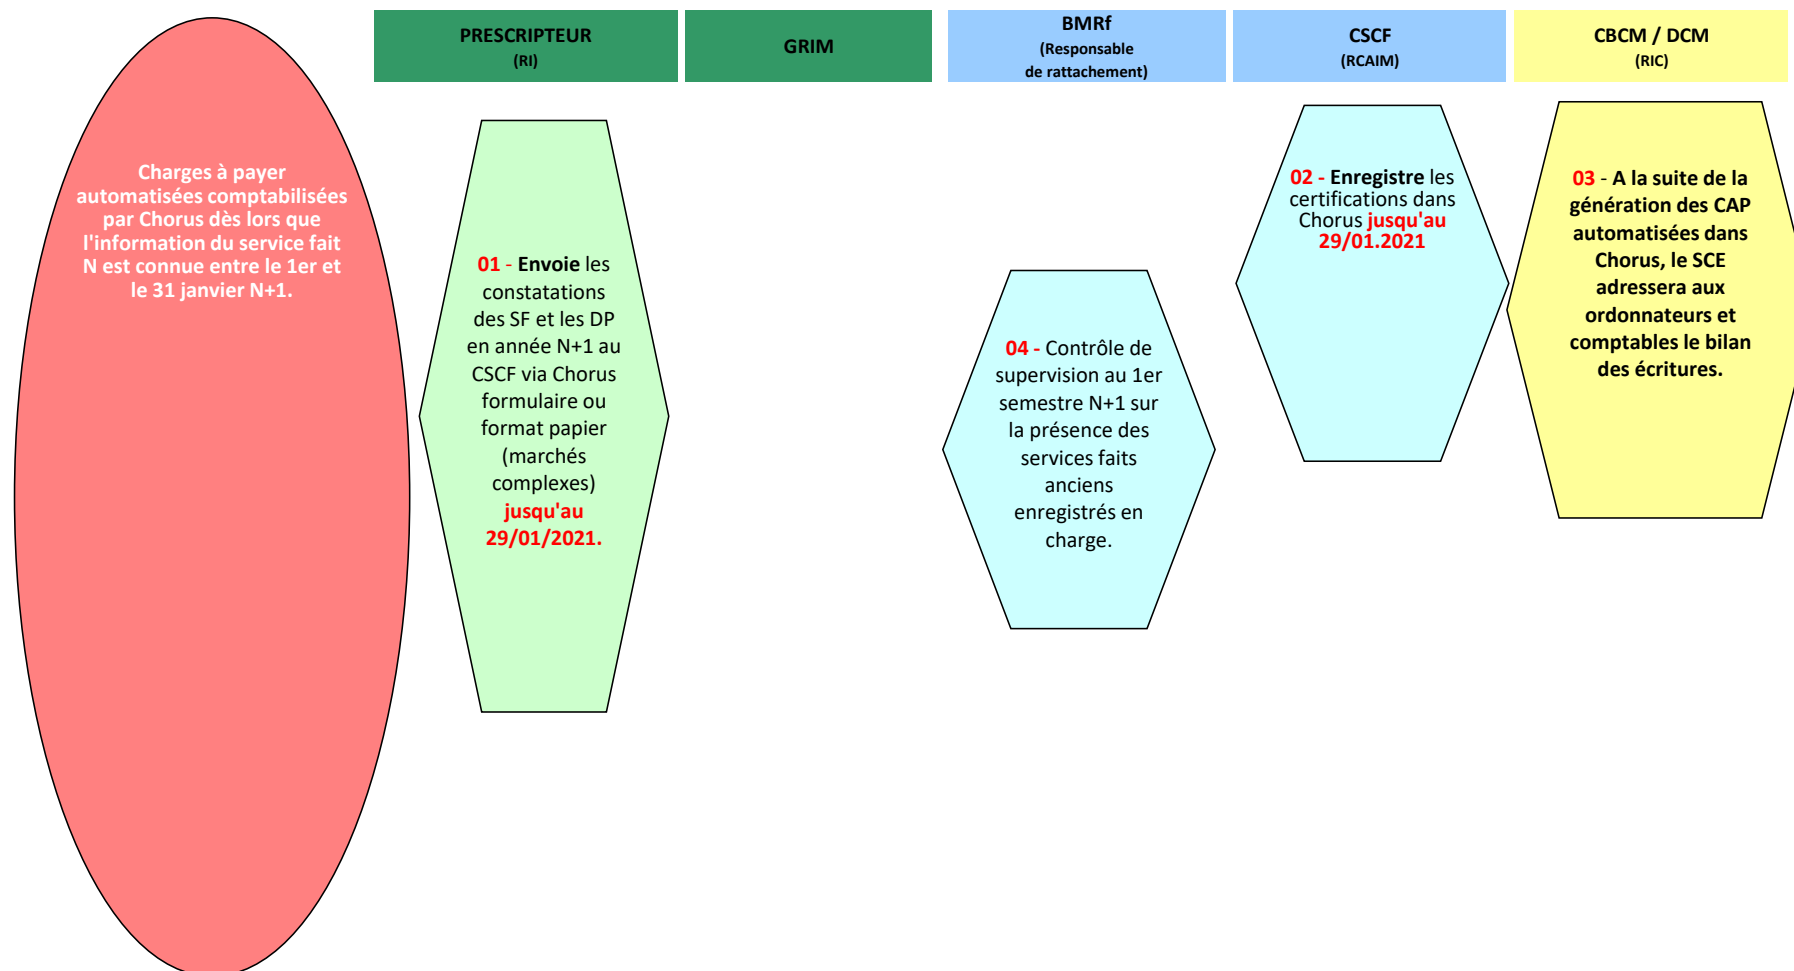 PRESCRIPTEUR
(RI)
GRIM
BMRf
(Responsable
de rattachement)
CSCF
(RCAIM)
CBCM / DCM
(RIC)
Charges à payer
automatisées comptabilisées
par Chorus dès lors que
l'information du service fait
N est connue entre le 1er et
le 31 janvier N+1.
01 - Envoie les
constatations
des SF et les DP
en année N+1 au
CSCF via Chorus
formulaire ou
format papier
(marchés
complexes)
jusqu'au
29/01/2021.
04 - Contrôle de
supervision au 1er
semestre N+1 sur
la présence des
services faits
anciens
enregistrés en
charge.
02 - Enregistre les
certifications dans
Chorus jusqu'au
29/01.2021
03 - A la suite de la
génération des CAP
automatisées dans
Chorus, le SCE
adressera aux
ordonnateurs et
comptables le bilan
des écritures.